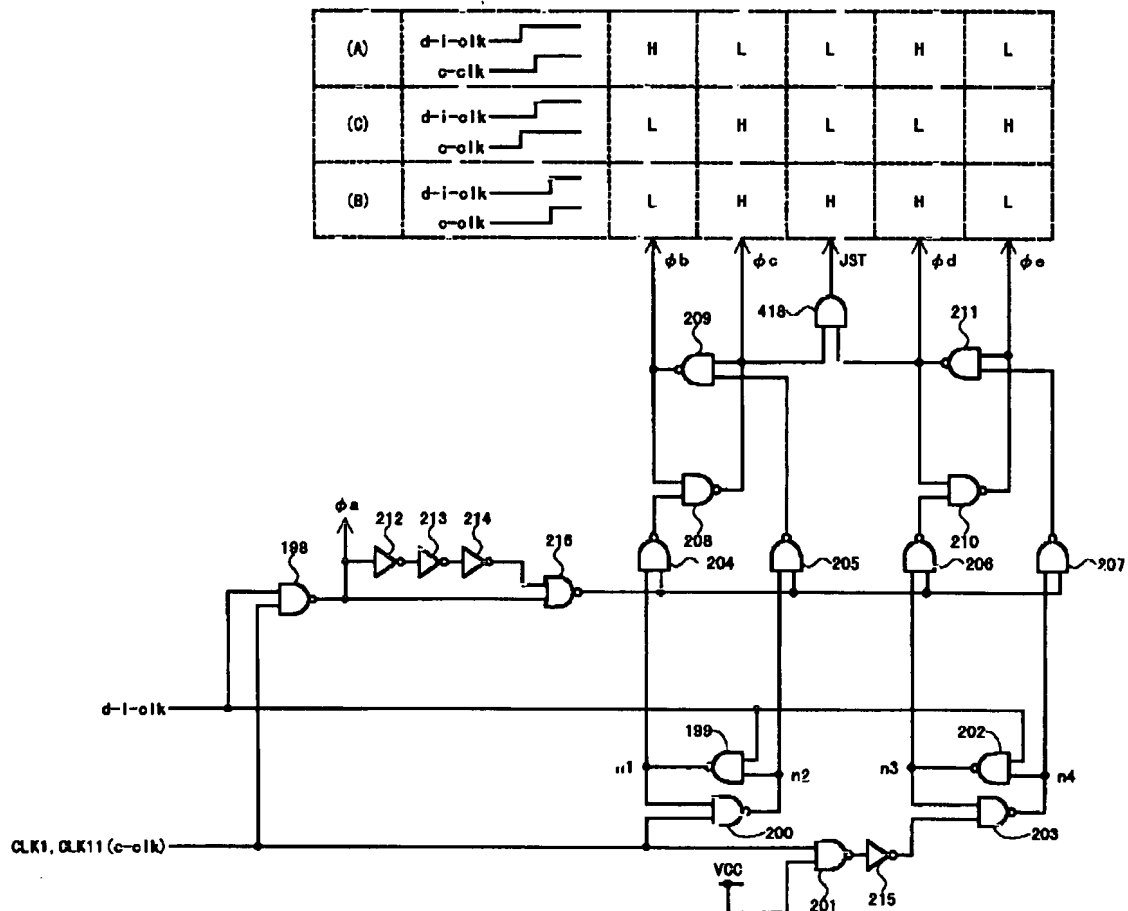 (A) d-i-clk H L L H L
c-clk
(C) d-i-clk L H L L H
c-clk
(B) d-i-clk L H H H L
c-clk
φb φc JST φd φe
418
209 211
φa
212 213 214 216
198
208 210
204 205 206 207
d-i-clk
199 202
n1 n2 n3 n4
200 203
CLK1, CLK11 (c-clk)
VCC
201 215